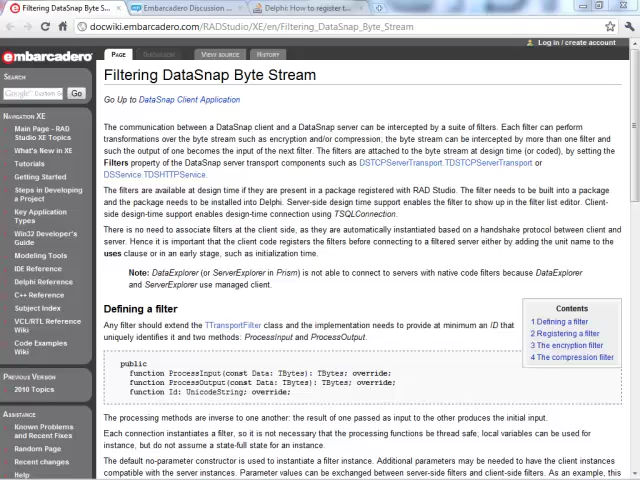 Filtering DataSnap Byte S...
Embarcadero Discussion
Delphi: How to register t...
docwiki.embarcadero.com/RADStudio/XE/en/Filtering_DataSnap_Byte_Stream
Log in / create account
embarcadero
PAGE
VIEW SOURCE
HISTORY
Filtering DataSnap Byte Stream
Go Up to DataSnap Client Application
The communication between a DataSnap client and a DataSnap server can be intercepted by a suite of filters. Each filter can perform
transformations over the byte stream such as encryption and/or compression; the byte stream can be intercepted by more than one filter and
such the output of one becomes the input of the next filter. The filters are attached to the byte stream at design time (or coded), by setting the
Filters property of the DataSnap server transport components such as DSTCPServerTransport.TDSTCPServerTransport or
DSService.TDSHTTPService.
The filters are available at design time if they are present in a package registered with RAD Studio. The filter needs to be built into a package
and the package needs to be installed into Delphi. Server-side design time support enables the filter to show up in the filter list editor. Client-
side design-time support enables design-time connection using TSQLConnection.
There is no need to associate filters at the client side, as they are automatically instantiated based on a handshake protocol between client and
server. Hence it is important that the client code registers the filters before connecting to a filtered server either by adding the unit name to the
uses clause or in an early stage, such as initialization time.
Note: DataExplorer (or ServerExplorer in Prism) is not able to connect to servers with native code filters because DataExplorer
and ServerExplorer use managed client.
Defining a filter
Any filter should extend the TTransportFilter class and the implementation needs to provide at minimum an ID that
uniquely identifies it and two methods: ProcessInput and ProcessOutput.
Contents
1 Defining a filter
2 Registering a filter
3 The encryption filter
4 The compression filter
public
function ProcessInput(const Data: TBytes): TBytes; override;
function ProcessOutput(const Data: TBytes): TBytes; override;
function Id: UnicodeString; override;
The processing methods are inverse to one another: the result of one passed as input to the other produces the initial input.
Each connection instantiates a filter, so it is not necessary that the processing functions be thread safe, local variables can be used for
instance, but do not assume a state-full state for an instance.
The default no-parameter constructor is used to instantiate a filter instance. Additional parameters may be needed to have the client instances
compatible with the server instances. Parameter values can be exchanged between server-side filters and client-side filters. As an example, this
SEARCH
Google™ Custom S
Go
NAVIGATION XE
Main Page - RAD
Studio XE Topics
What's New in XE
Tutorials
Getting Started
Steps in Developing
a Project
Key Application
Types
Win32 Developer's
Guide
Modeling Tools
IDE Reference
Delphi Reference
C++ Reference
Subject Index
VCL/RTL Reference
Wiki
Code Examples
Wiki
PREVIOUS VERSION
2010 Topics
ASSISTANCE
Known Problems
and Recent Fixes
Random Page
Recent changes
Help